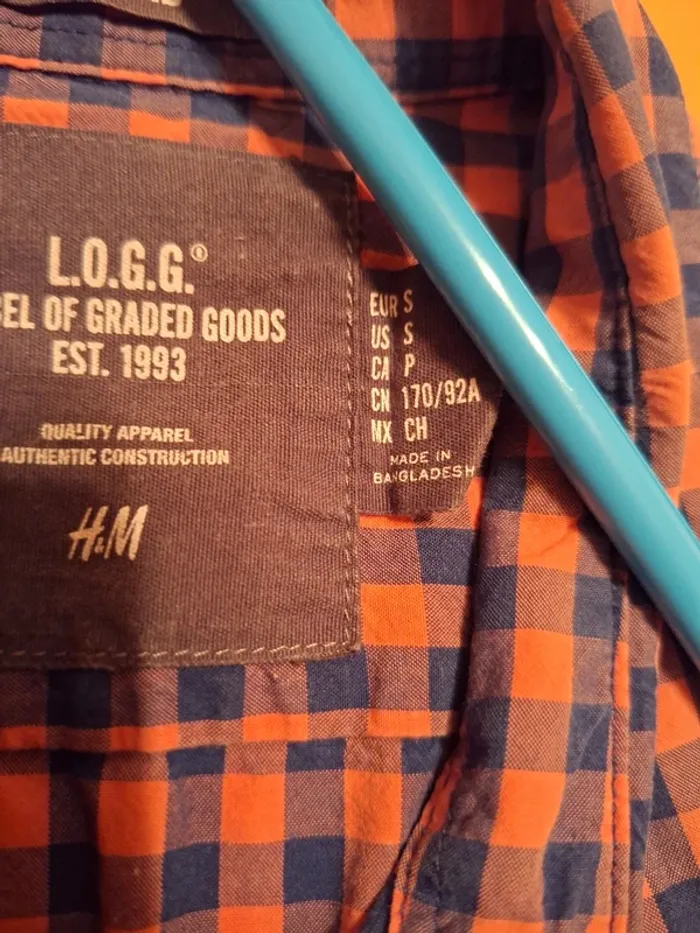 L.O.G.G.®
EL OF GRADED GOODS
EST. 1993
QUALITY APPAREL
AUTHENTIC CONSTRUCTION
H&M
EUR S
US S
CA P
CN 170/92A
MX CH
MADE IN
BANGLADESH